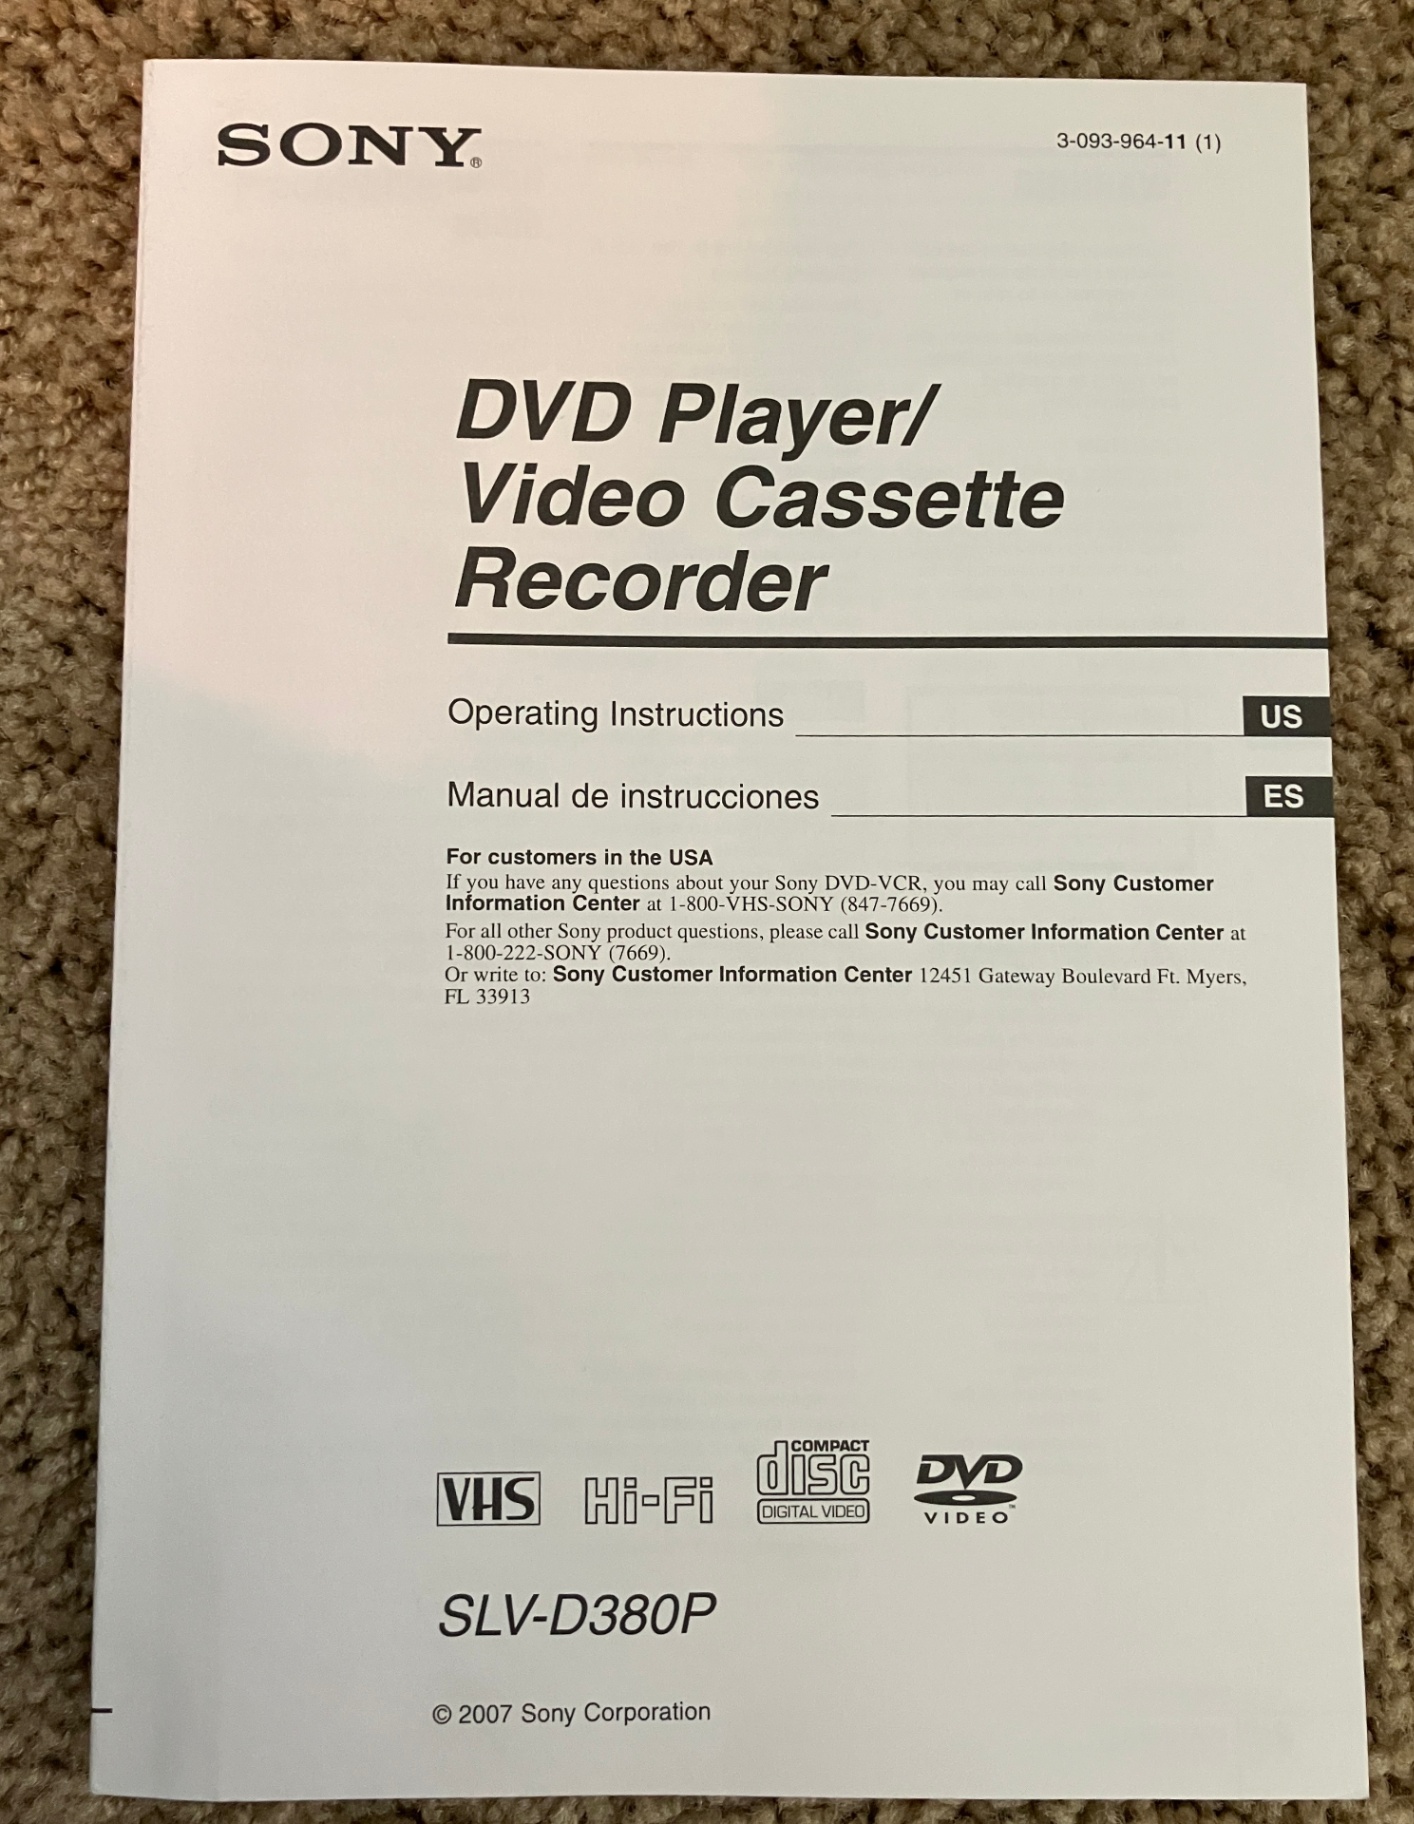 SONY®
3-093-964-11 (1)
DVD Player/
Video Cassette
Recorder
Operating Instructions
US
Manual de instrucciones
ES
For customers in the USA
If you have any questions about your Sony DVD-VCR, you may call Sony Customer
Information Center at 1-800-VHS-SONY (847-7669).
For all other Sony product questions, please call Sony Customer Information Center at
1-800-222-SONY (7669).
Or write to: Sony Customer Information Center 12451 Gateway Boulevard Ft. Myers,
FL 33913
VHS
Hi-Fi
COMPACT
disc
DIGITAL VIDEO
DVD
VIDEO™
SLV-D380P
© 2007 Sony Corporation